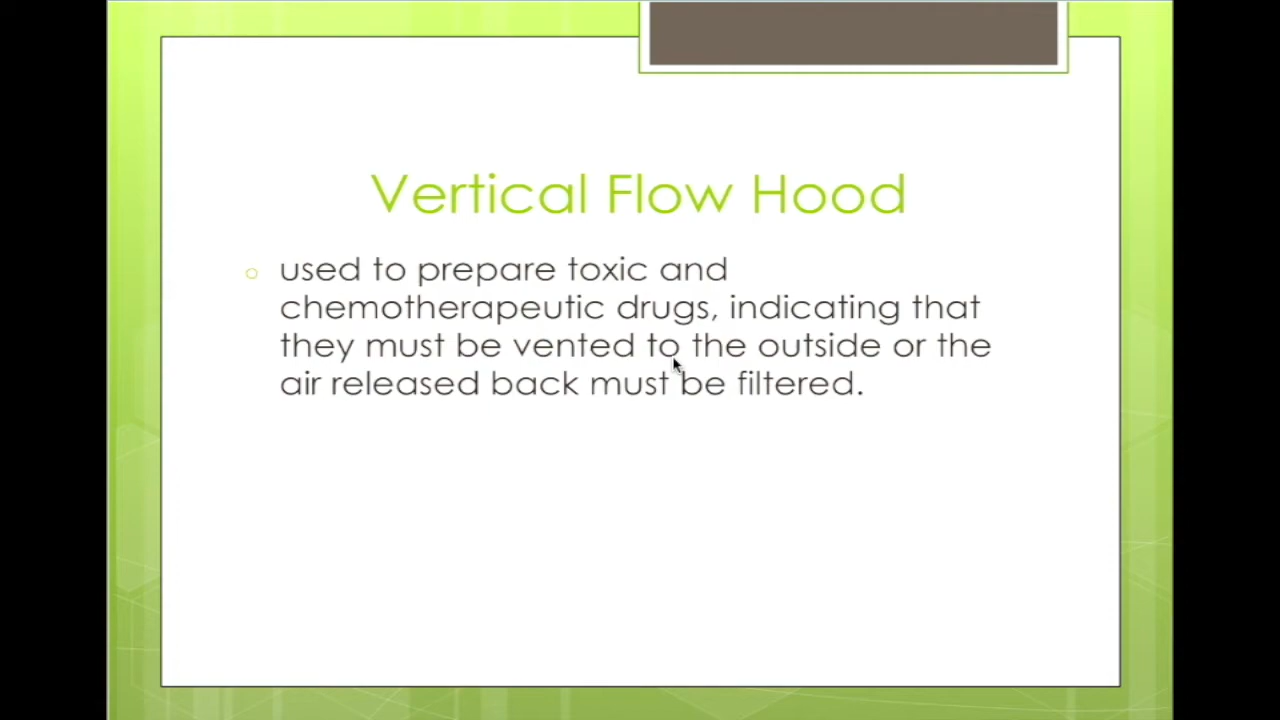 Vertical Flow Hood
used to prepare toxic and
chemotherapeutic drugs, indicating that
they must be vented to the outside or the
air released back must be filtered.